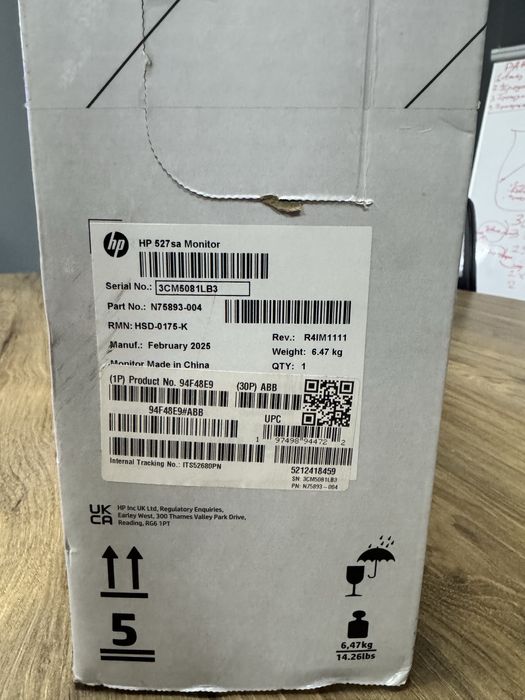 hp HP 527sa Monitor
Serial No.: 3CM5081LB3
Part No.: N75893-004
RMN: HSD-0175-K
Rev.: R4IM1111
Manuf.: February 2025
Weight: 6.47 kg
Monitor Made in China
QTY: 1
(1P) Product No. 94F48E9
(30P) ABB
94F48E9#ABB
UPC
1 97498 94472 2
Internal Tracking No.: ITS52680PN
5212418459
SN: 3CM5081LB3
PN: N75893-004
UK
CA
HP Inc UK Ltd, Regulatory Enquiries,
Earley West, 300 Thames Valley Park Drive,
Reading, RG6 1PT
5
6,47kg
14.26lbs